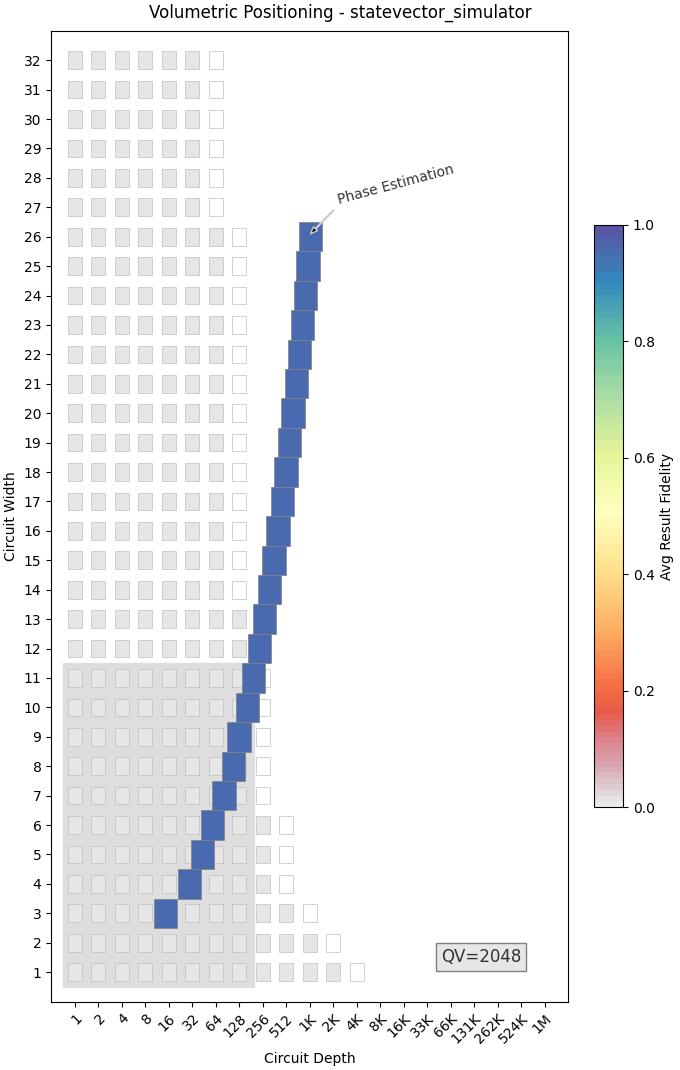 Volumetric Positioning - statevector_simulator
32
31
30
29
28
27
26
25
24
23
22
21
20
19
18
17
16
15
14
13
12
11
10
9
8
7
6
5
4
3
2
1
Circuit Width
Phase Estimation
QV=2048
1
2
4
8
16
32
64
128
256
512
1K
2K
4K
8K
16K
33K
66K
131K
262K
524K
1M
Circuit Depth
1.0
0.8
0.6
0.4
0.2
0.0
Avg Result Fidelity